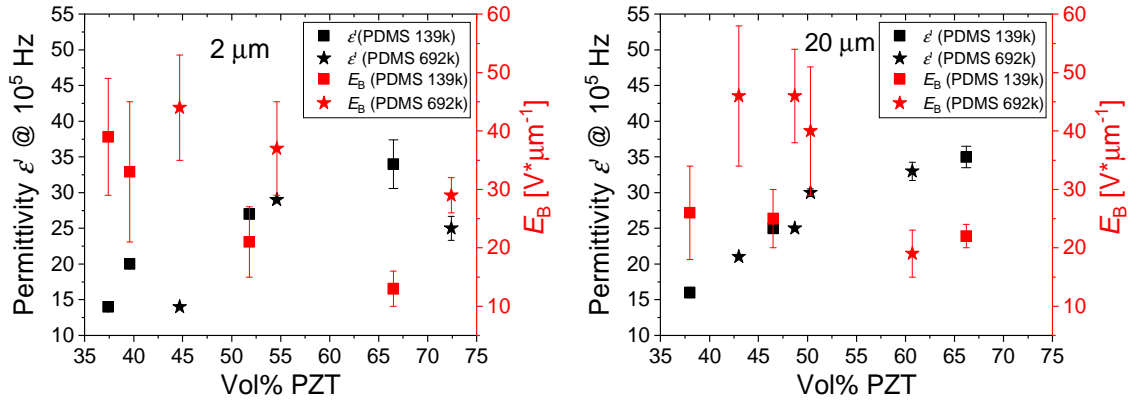 2 μm
ε'(PDMS 139k)
ε' (PDMS 692k)
E_B (PDMS 139k)
E_B (PDMS 692k)
Permittivity ε' @ 10⁵ Hz
55
50
45
40
35
30
25
20
15
10
60
50
40
30
20
10
E_B [V*μm⁻¹]
35 40 45 50 55 60 65 70 75
Vol% PZT
20 μm
ε'(PDMS 139k)
ε' (PDMS 692k)
E_B (PDMS 139k)
E_B (PDMS 692k)
Permittivity ε' @ 10⁵ Hz
55
50
45
40
35
30
25
20
15
10
60
50
40
30
20
10
E_B [V*μm⁻¹]
35 40 45 50 55 60 65 70 75
Vol% PZT